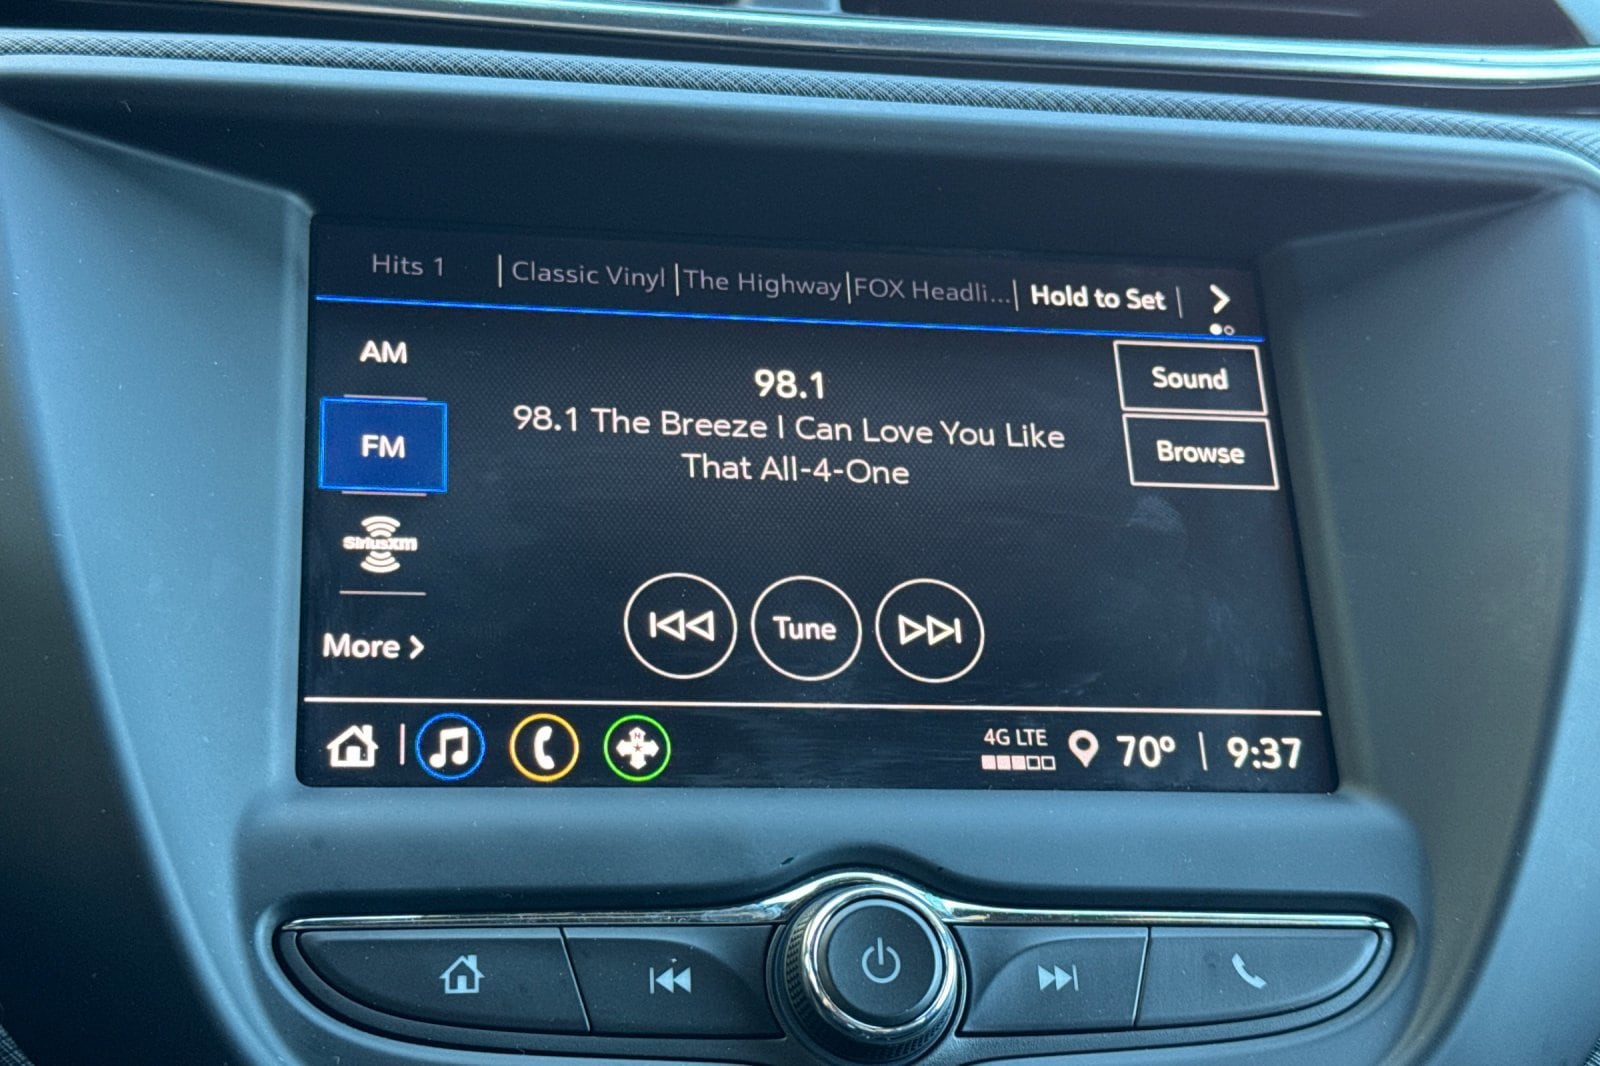 Hits 1 | Classic Vinyl | The Highway | FOX Headli... | Hold to Set |
AM
98.1
Sound
98.1 The Breeze I Can Love You Like
FM
Browse
That All-4-One
SiriusXM
Tune
More
4G LTE
70° | 9:37